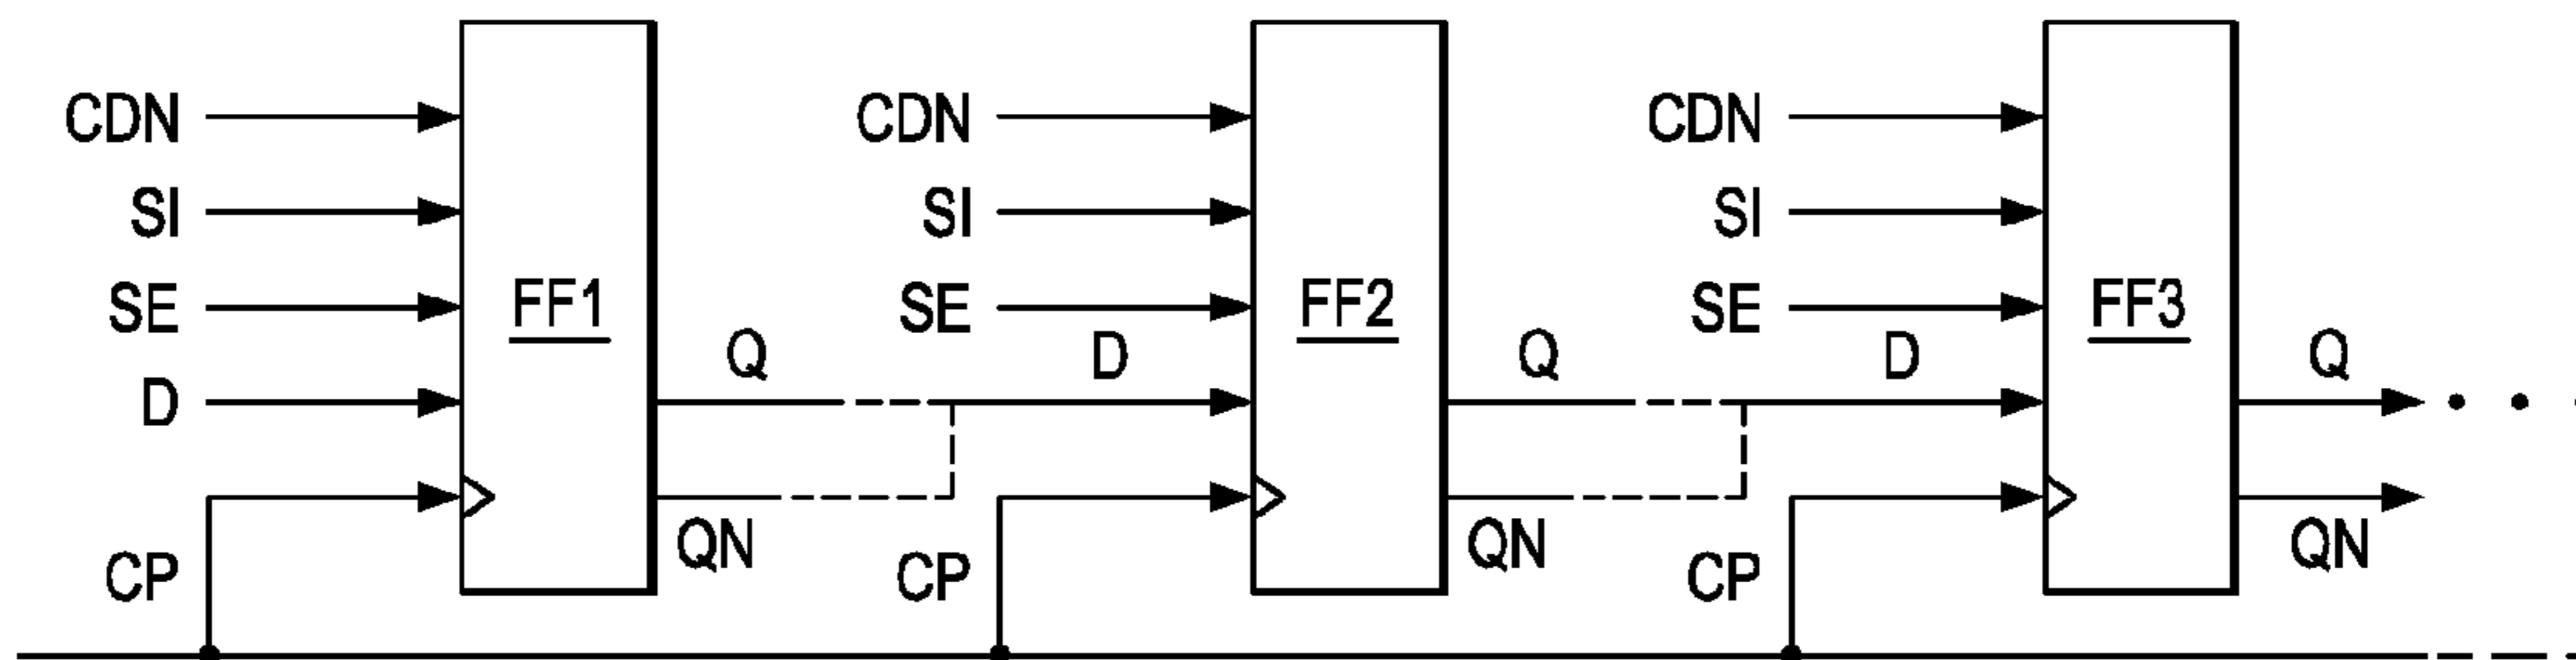 CDN
SI
SE
D
CP
FF1
Q
QN
CDN
SI
SE
D
CP
FF2
Q
QN
CDN
SI
SE
D
CP
FF3
Q
QN